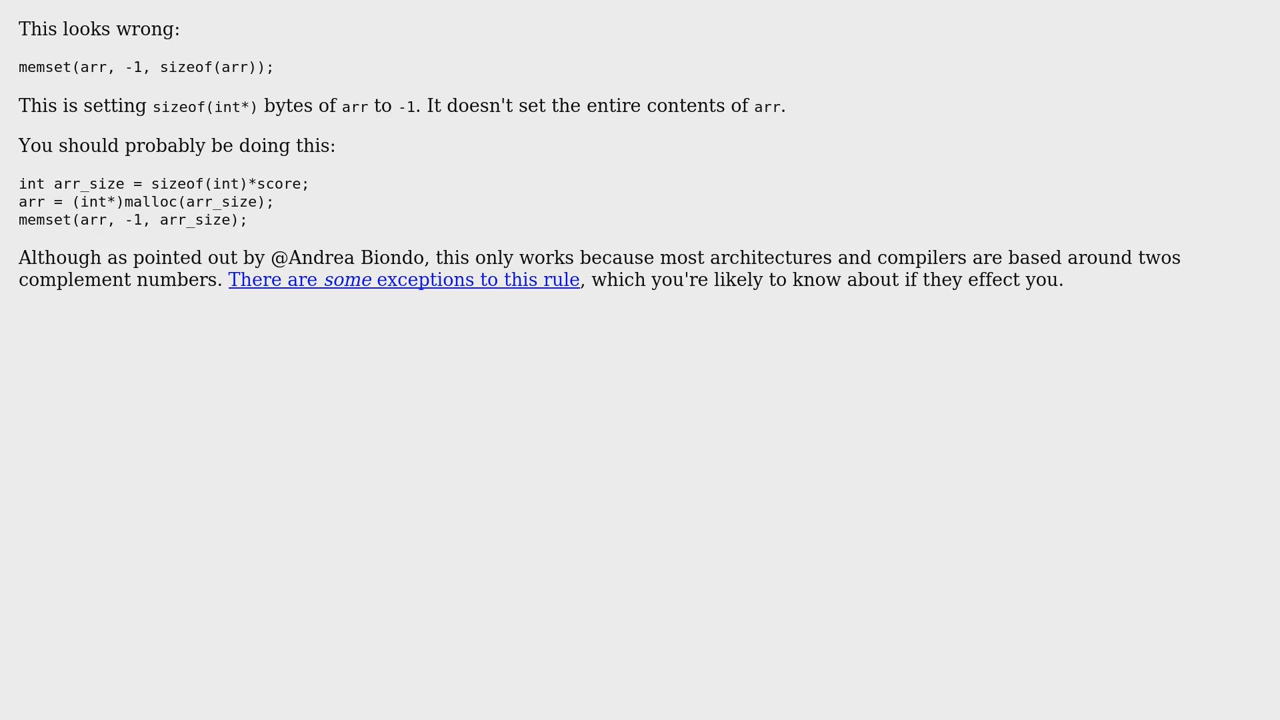 This looks wrong:
memset(arr, -1, sizeof(arr));
This is setting sizeof(int*) bytes of arr to -1. It doesn't set the entire contents of arr.
You should probably be doing this:
int arr_size = sizeof(int)*score;
arr = (int*)malloc(arr_size);
memset(arr, -1, arr_size);
Although as pointed out by @Andrea Biondo, this only works because most architectures and compilers are based around twos
complement numbers. There are some exceptions to this rule, which you're likely to know about if they effect you.